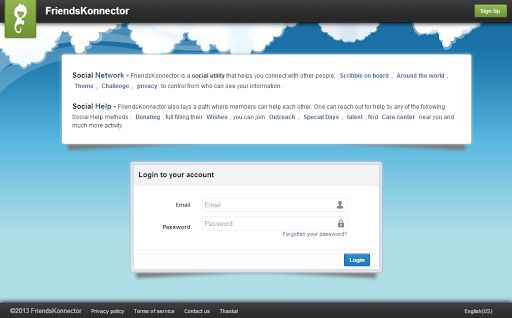 FriendsKonnector
Sign Up
Social Network - FriendsKonnector is a social utility that helps you connect with other people, Scribble on board , Around the world ,
Theme , Challenge , privacy to control from who can see your information.
Social Help - FriendsKonnector also lays a path where members can help each other. One can reach out for help by any of the following
Social Help methods : Donating , full filling their Wishes , you can join Outreach , Special Days , talent , find Care center near you and
much more activity.
Login to your account
Email
Email
Password
Password
Forgotten your password?
Login
©2013 FriendsKonnector Privacy policy Terms of service Contact us Thanks! English(US)